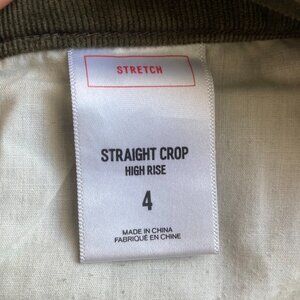 STRETCH
STRAIGHT CROP
HIGH RISE
4
MADE IN CHINA
FABRIQUÉ EN CHINE